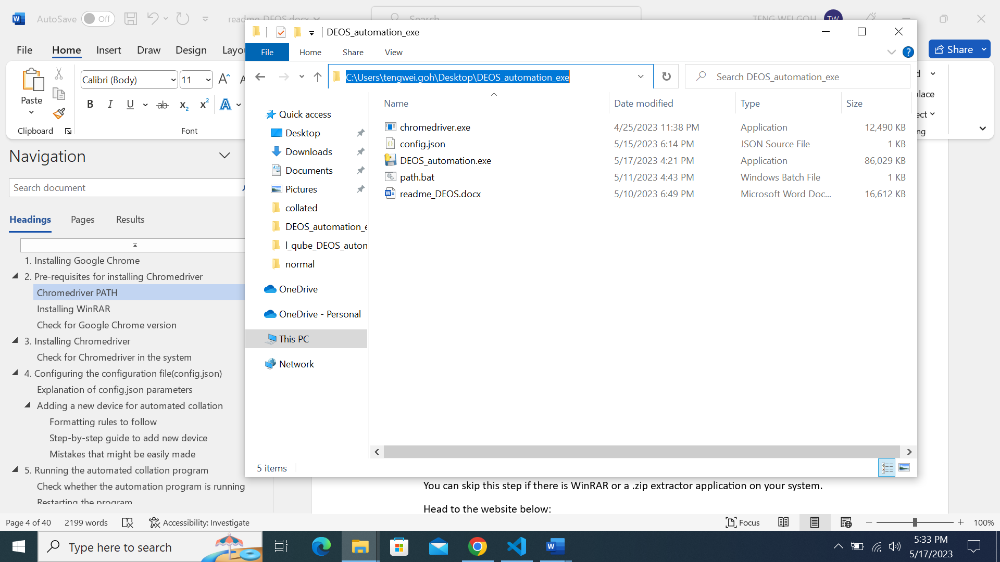 AutoSave Off
readme_DEOS.docx
Search
TENG WEI GOH TW
File Home Insert Draw Design
Share
Paste
Clipboard
Calibri (Body) 11
B I U ab x₂ x² A
Font
Navigation
Search document
Headings Pages Results
1. Installing Google Chrome
2. Pre-requisites for installing Chromedriver
Chromedriver PATH
Installing WinRAR
Check for Google Chrome version
3. Installing Chromedriver
Check for Chromedriver in the system
4. Configuring the configuration file(config.json)
Explanation of config.json parameters
Adding a new device for automated collation
Formatting rules to follow
Step-by-step guide to add new device
Mistakes that might be easily made
5. Running the automated collation program
Check whether the automation program is running
Restarting the program
DEOS_automation_exe
File Home Share View
C:\Users\tengwei.goh\Desktop\DEOS_automation_exe
Search DEOS_automation_exe
Quick access
Desktop
Downloads
Documents
Pictures
collated
DEOS_automation_e
l_qube_DEOS_autom
normal
OneDrive
OneDrive - Personal
This PC
Network
Name Date modified Type Size
chromedriver.exe 4/25/2023 11:38 PM Application 12,490 KB
config.json 5/15/2023 6:14 PM JSON Source File 1 KB
DEOS_automation.exe 5/17/2023 4:21 PM Application 86,029 KB
path.bat 5/11/2023 4:43 PM Windows Batch File 1 KB
readme_DEOS.docx 5/10/2023 6:49 PM Microsoft Word Doc... 16,612 KB
5 items
You can skip this step if there is WinRAR or a .zip extractor application on your system.
Head to the website below:
Page 4 of 40 2199 words Accessibility: Investigate
Focus
100%
Type here to search
5:33 PM
5/17/2023